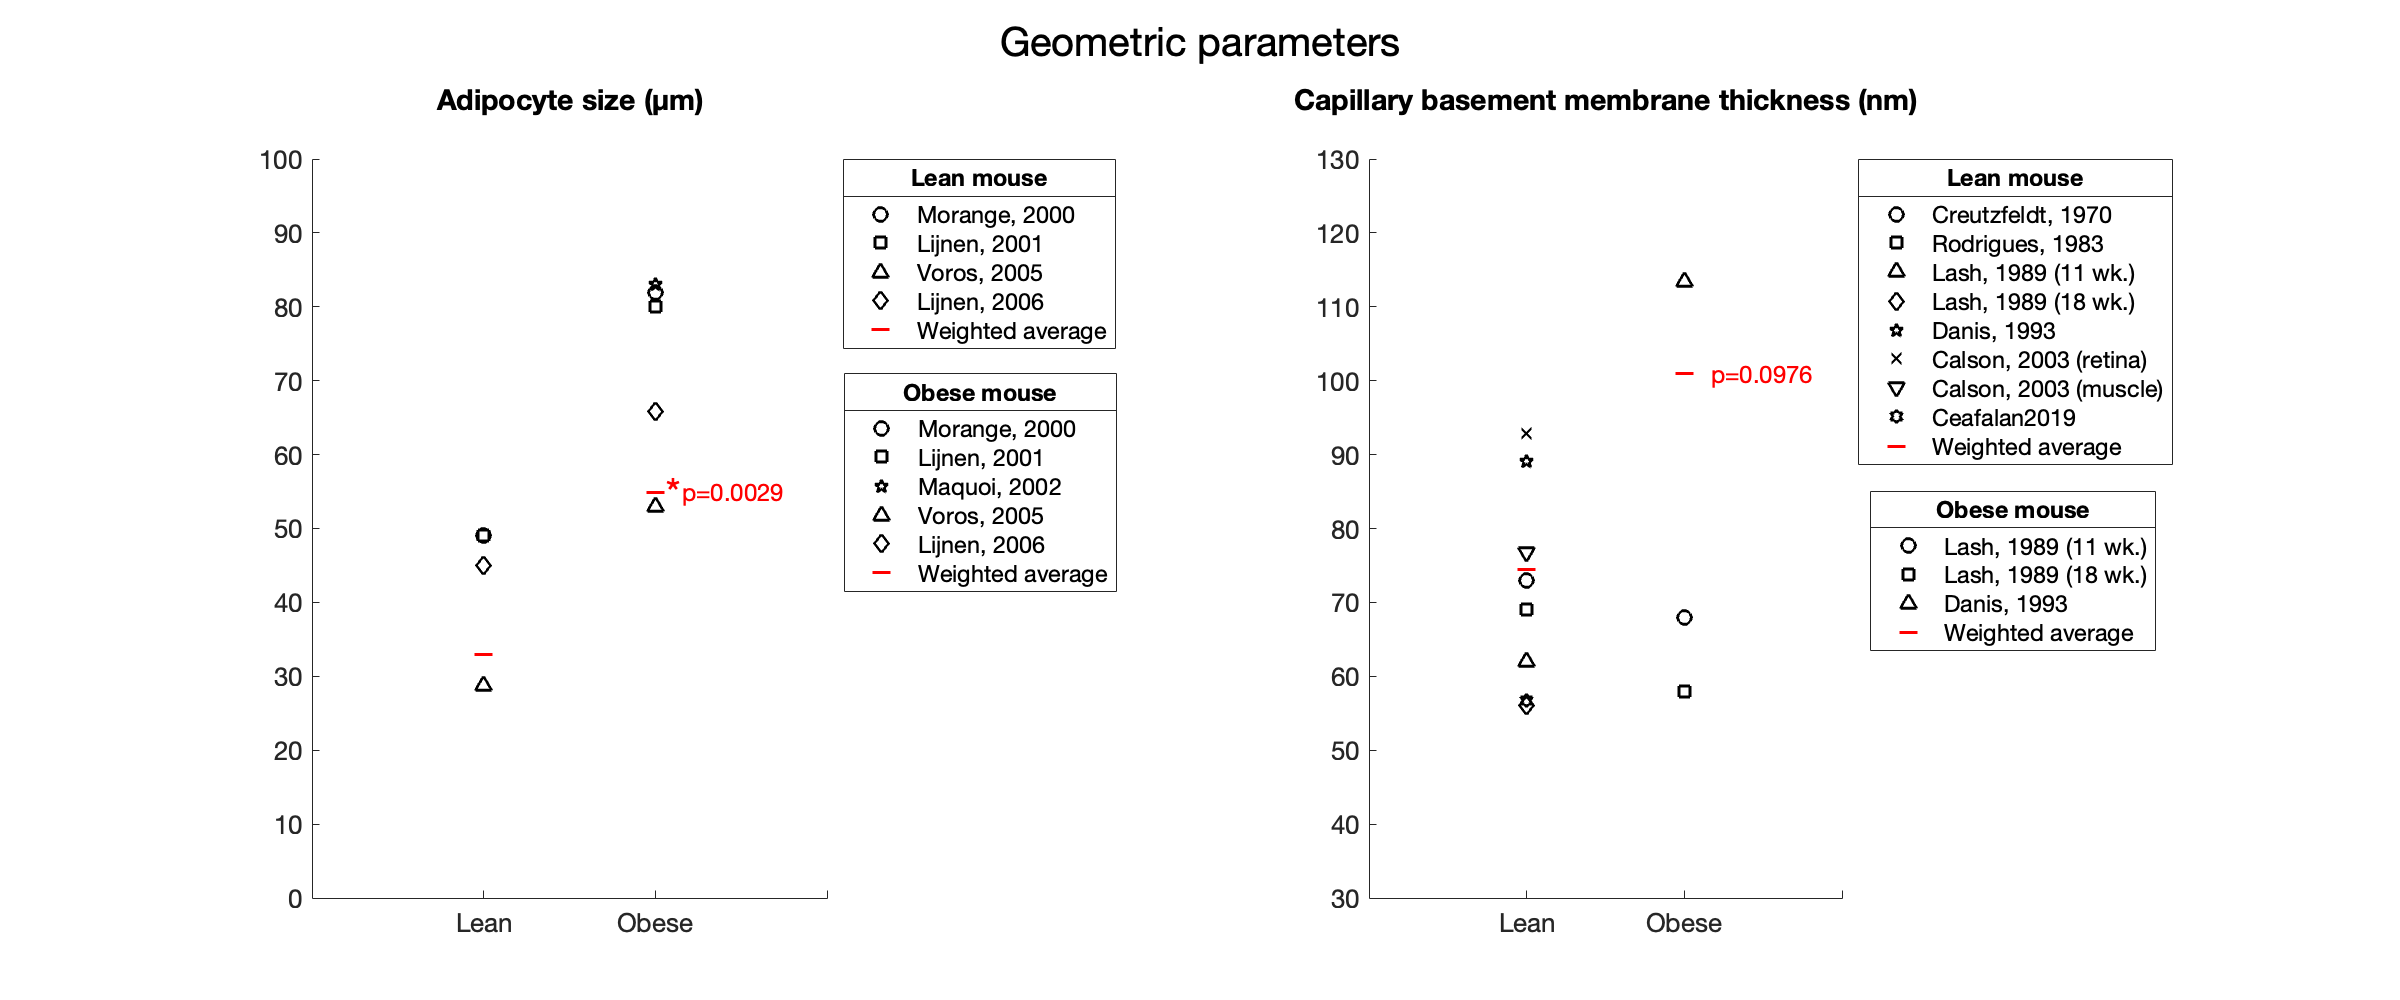 Geometric parameters
Adipocyte size (µm)
100
90
80
70
60
50
40
30
20
10
0
Lean
Obese
*p=0.0029
Lean mouse
Morange, 2000
Lijnen, 2001
Voros, 2005
Lijnen, 2006
Weighted average
Obese mouse
Morange, 2000
Lijnen, 2001
Maquoi, 2002
Voros, 2005
Lijnen, 2006
Weighted average
Capillary basement membrane thickness (nm)
130
120
110
100
90
80
70
60
50
40
30
Lean
Obese
p=0.0976
Lean mouse
Creutzfeldt, 1970
Rodrigues, 1983
Lash, 1989 (11 wk.)
Lash, 1989 (18 wk.)
Danis, 1993
Calson, 2003 (retina)
Calson, 2003 (muscle)
Ceafalan2019
Weighted average
Obese mouse
Lash, 1989 (11 wk.)
Lash, 1989 (18 wk.)
Danis, 1993
Weighted average